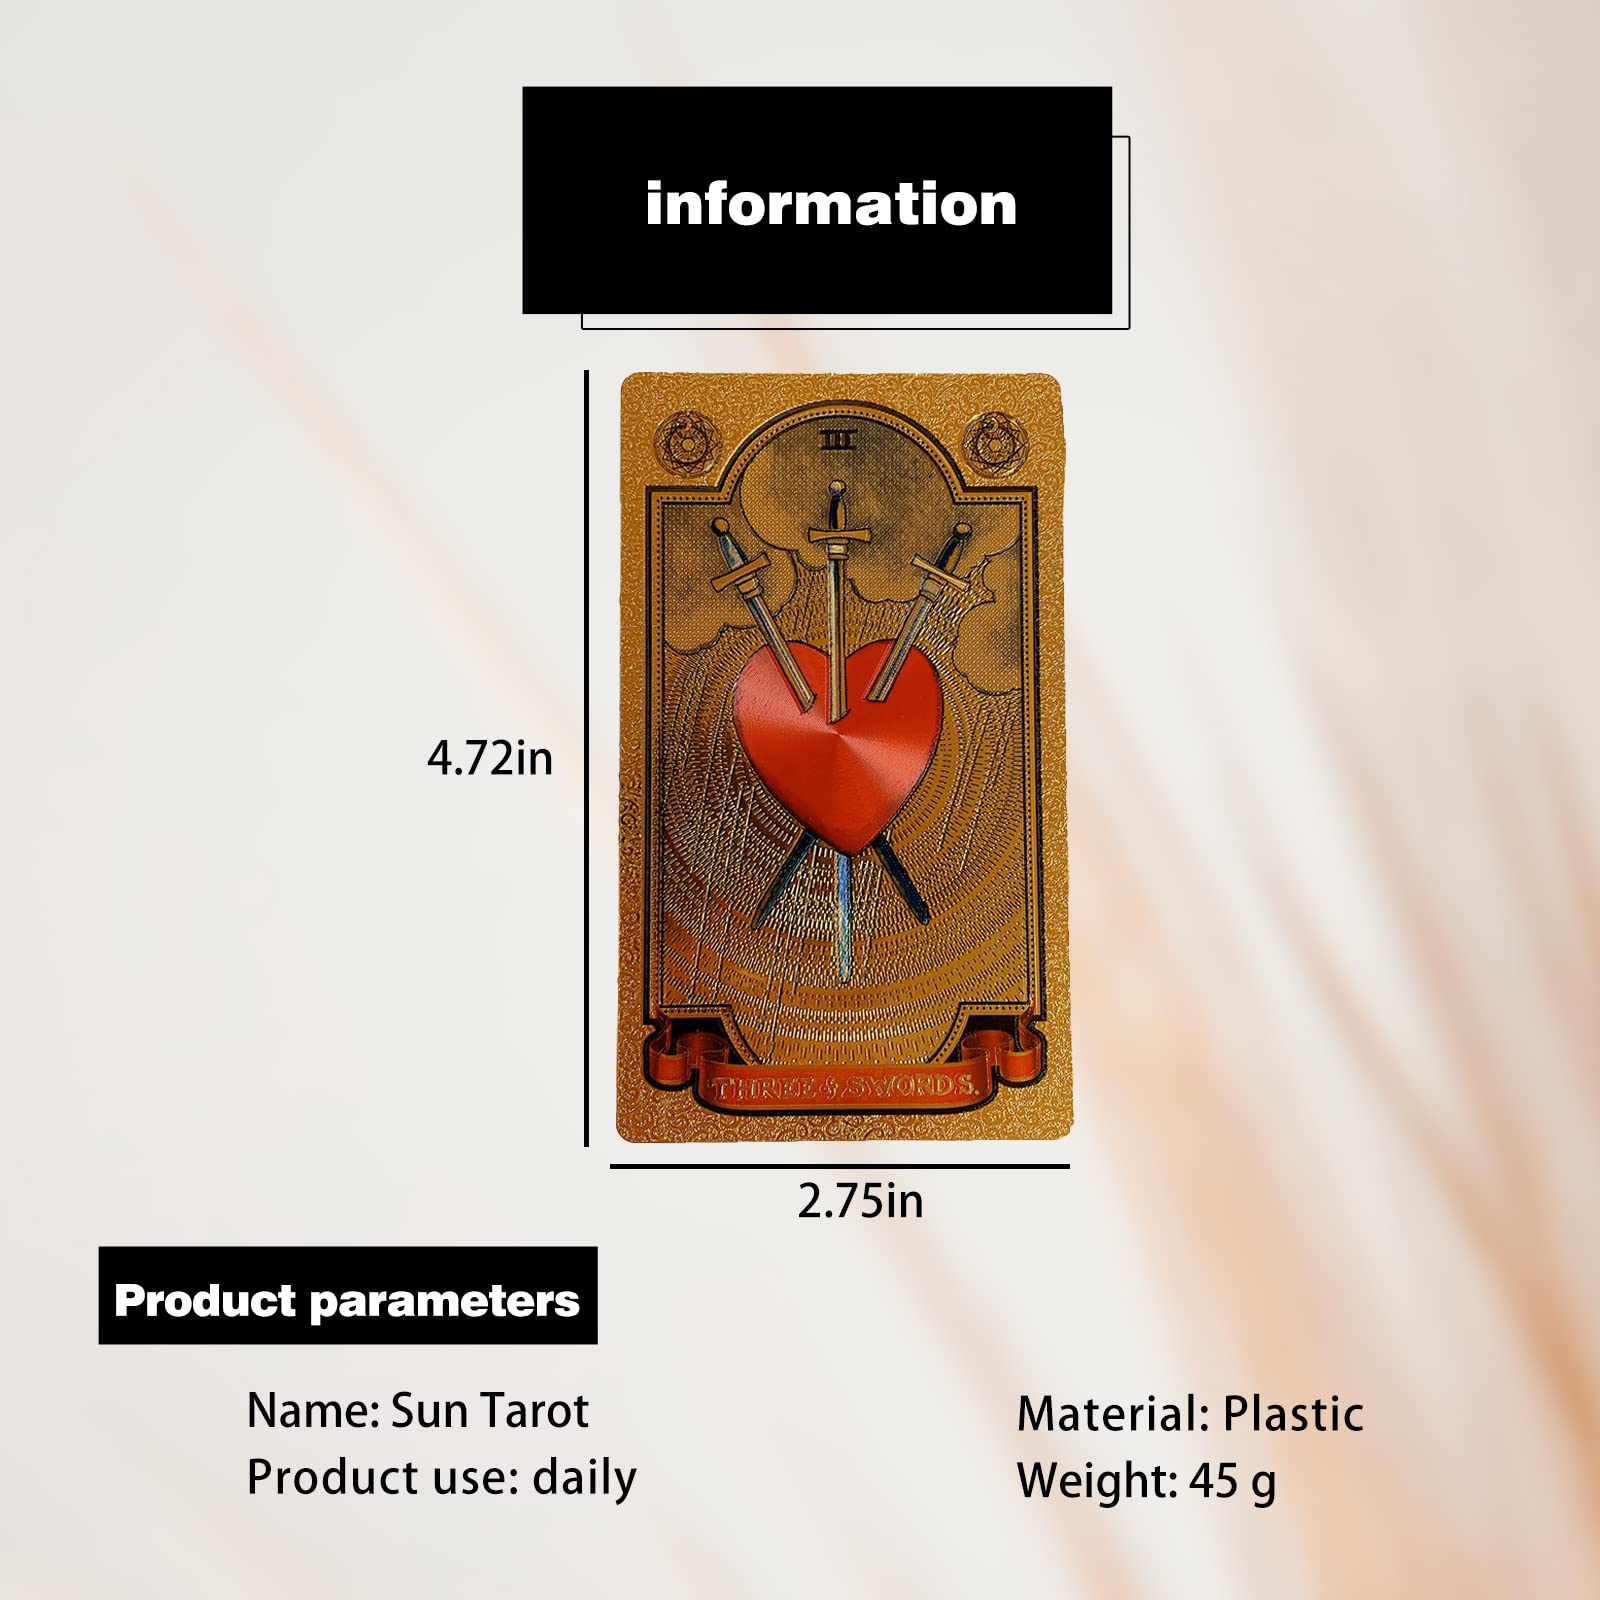 information
III
4.72in
THREE of SWORDS.
2.75in
Product parameters
Name: Sun Tarot
Product use: daily
Material: Plastic
Weight: 45 g